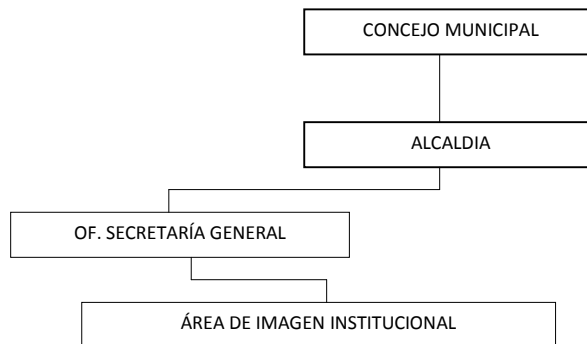 CONCEJO MUNICIPAL
ALCALDIA
OF. SECRETARÍA GENERAL
ÁREA DE IMAGEN INSTITUCIONAL